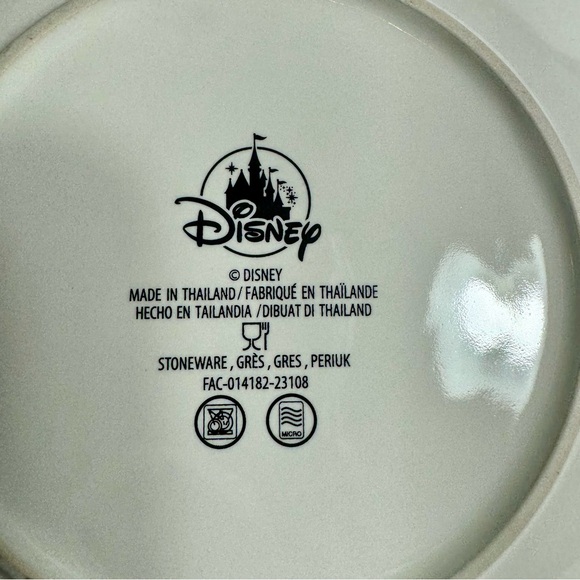 Disney
© DISNEY
MADE IN THAILAND/FABRIQUÉ EN THAÏLANDE
HECHO EN TAILANDIA /DIBUAT DI THAILAND
STONEWARE , GRÈS , GRES , PERIUK
FAC-014182-23108
MICRO